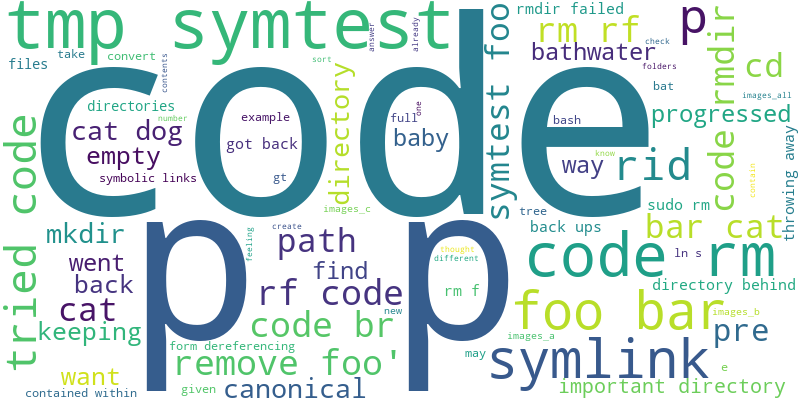 tmp symtest
code
p p
symtest foo
rmdir failed
rm rf
p
files
take
convert
contents
sort
answer
already
check
bathwater
folders
cd
images_all
directories
number
cat dog
empty
symbolic links
example
got back
gt
full
one
baby
directory
bash
bat
way
know
rid
code rmdir
progressed
contain
throwing away
tried code
mkdir
went
back
cat
keeping
want
contained within
images_c
create
feeling
path
find
rf code
code br
form dereferencing
remove foo'
given
canonical
new
tree
back ups
sudo rm
bar cat
thought
different
rm f
code rm
ln s
directory behind
foo bar
images_b
pre
images_a
may
symlink
e
important directory